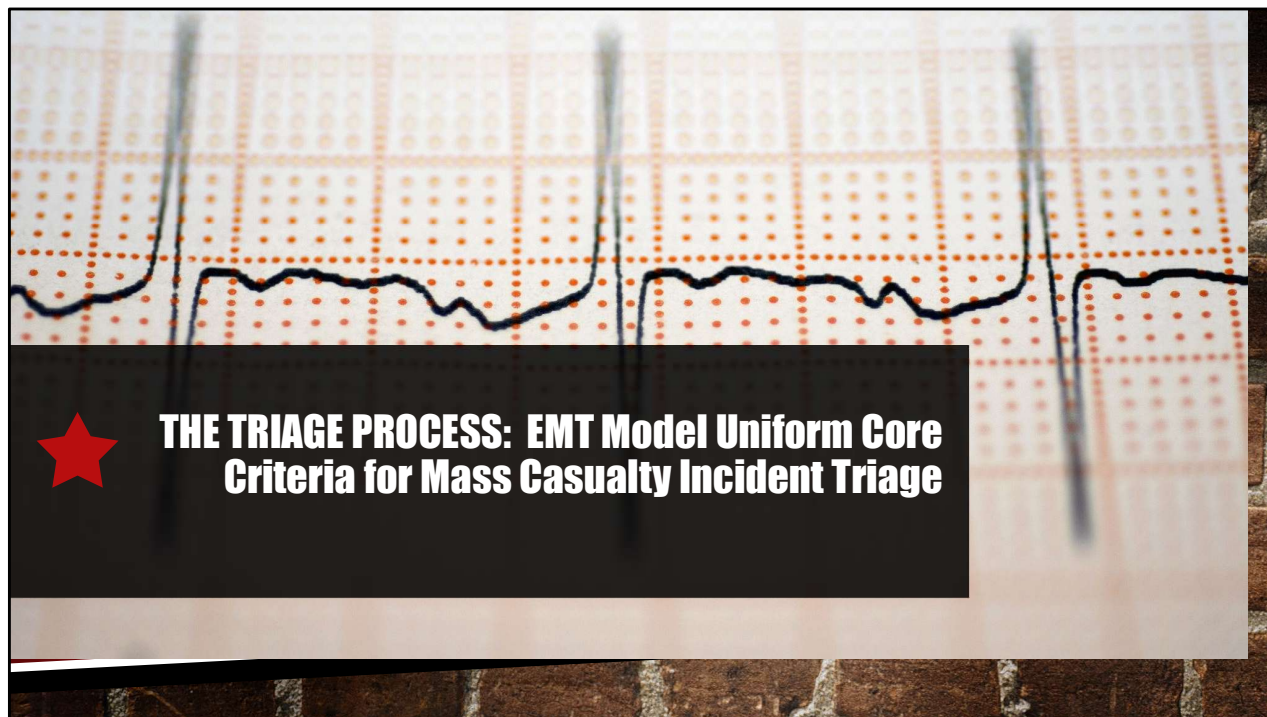 THE TRIAGE PROCESS: EMT Model Uniform Core
Criteria for Mass Casualty Incident Triage